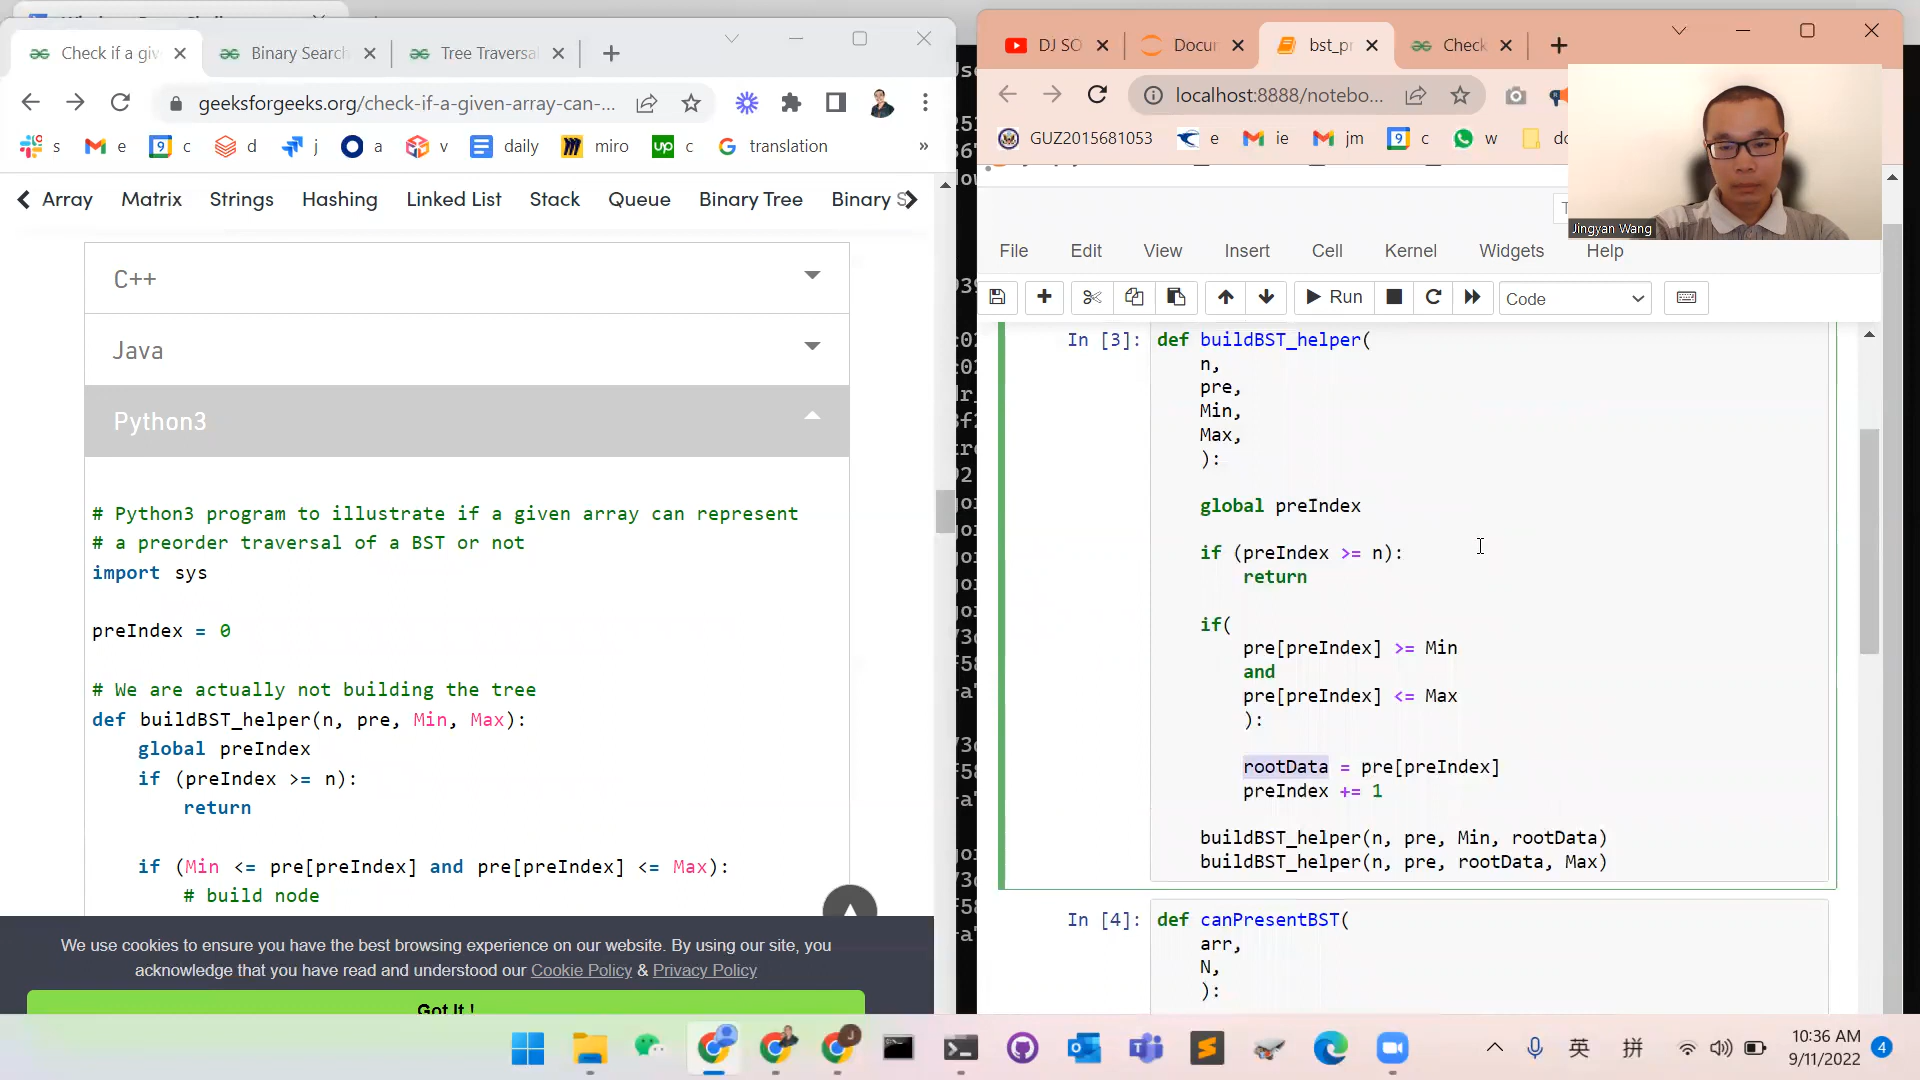 Check if a giv
Binary Search
Tree Traversal
geeksforgeeks.org/check-if-a-given-array-can-...
s
e
c
d
j
a
v
daily
miro
c
translation
»
Array
Matrix
Strings
Hashing
Linked List
Stack
Queue
Binary Tree
Binary S
C++
Java
Python3
# Python3 program to illustrate if a given array can represent
# a preorder traversal of a BST or not
import sys
preIndex = 0
# We are actually not building the tree
def buildBST_helper(n, pre, Min, Max):
global preIndex
if (preIndex >= n):
return
if (Min <= pre[preIndex] and pre[preIndex] <= Max):
# build node
We use cookies to ensure you have the best browsing experience on our website. By using our site, you
acknowledge that you have read and understood our Cookie Policy & Privacy Policy
Got It !
DJ SO
Docur
bst_pr
Check
localhost:8888/notebo...
GUZ2015681053
e
ie
jm
c
w
dc
Jingyan Wang
File
Edit
View
Insert
Cell
Kernel
Widgets
Help
Run
Code
In [3]:
def buildBST_helper(
n,
pre,
Min,
Max,
):
global preIndex
if (preIndex >= n):
return
if(
pre[preIndex] >= Min
and
pre[preIndex] <= Max
):
rootData = pre[preIndex]
preIndex += 1
buildBST_helper(n, pre, Min, rootData)
buildBST_helper(n, pre, rootData, Max)
In [4]:
def canPresentBST(
arr,
N,
):
英
拼
10:36 AM
9/11/2022
4